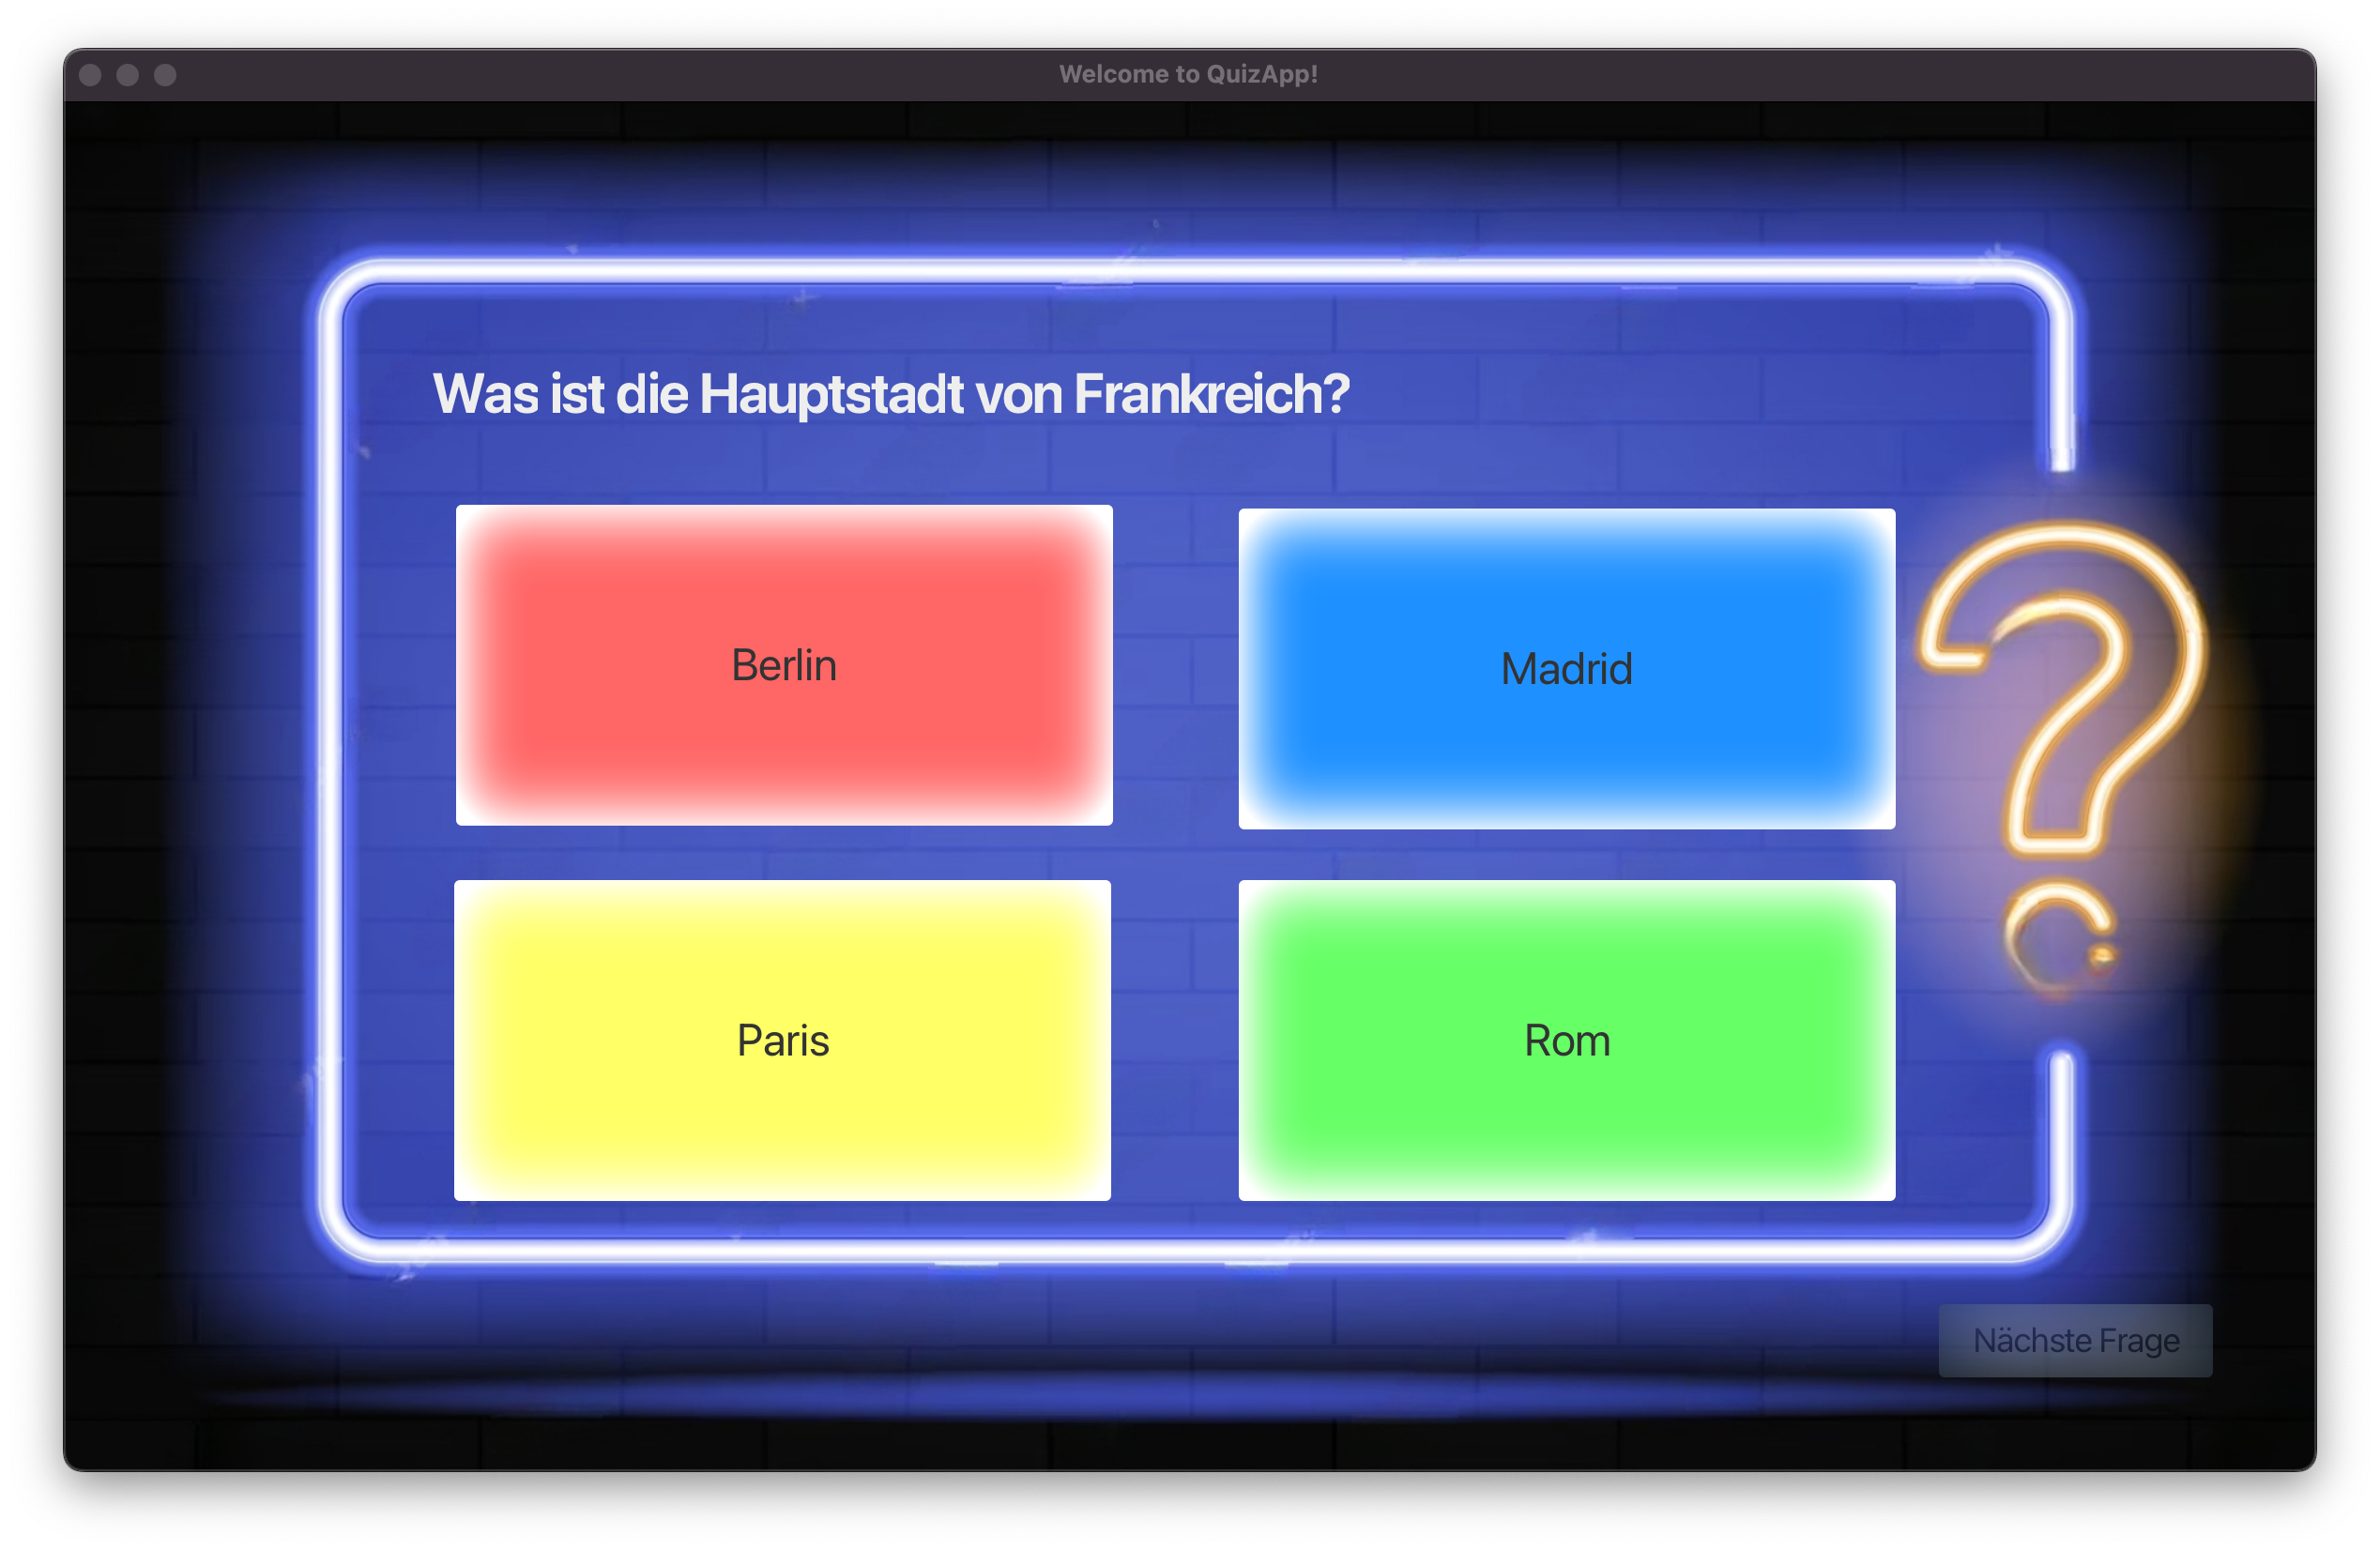 Welcome to QuizApp!
Was ist die Hauptstadt von Frankreich?
Berlin
Madrid
Paris
Rom
Nächste Frage